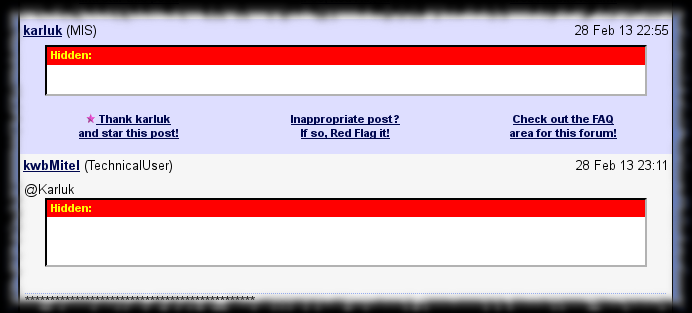 karluk (MIS) 28 Feb 13 22:55
Hidden:
Thank karluk Inappropriate post? Check out the FAQ
and star this post! If so, Red Flag it! area for this forum!
kwbMitel (TechnicalUser) 28 Feb 13 23:11
@Karluk
Hidden:
**********************************************